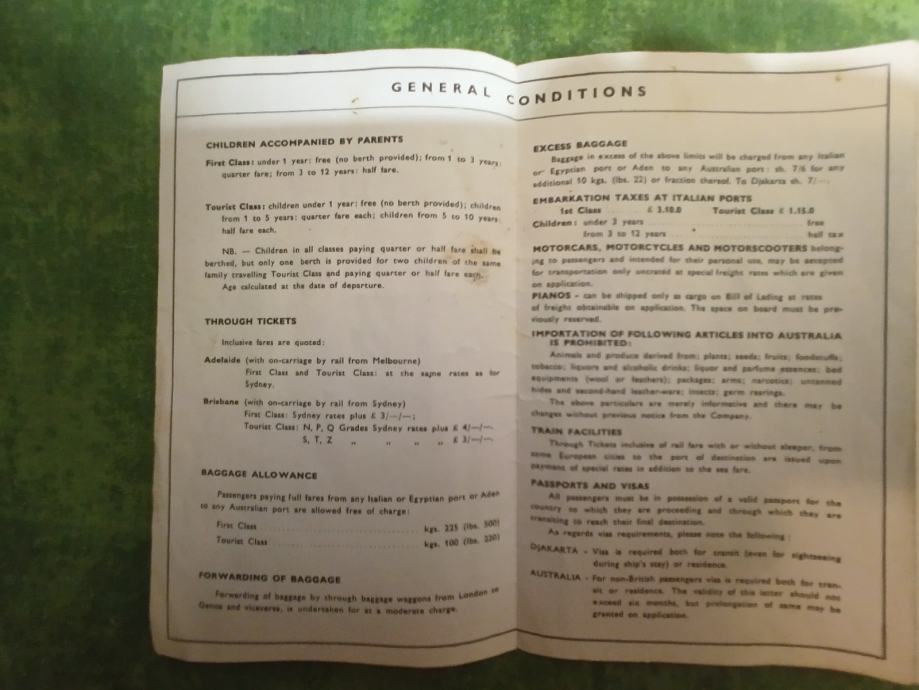 GENERAL CONDITIONS
CHILDREN ACCOMPANIED BY PARENTS
First Class: under 1 year: free (no berth provided); from 1 to 3 years:
quarter fare; from 3 to 12 years: half fare.
Tourist Class: children under 1 year: free (no berth provided); children
from 1 to 5 years: quarter fare each; children from 5 to 10 years:
half fare each.
NB. — Children in all classes paying quarter or half fare shall be
berthed, but only one berth is provided for two children of the same
family travelling Tourist Class and paying quarter or half fare each.
Age calculated at the date of departure.
THROUGH TICKETS
Inclusive fares are quoted:
Adelaide (with on-carriage by rail from Melbourne)
First Class and Tourist Class: at the same rates as for
Sydney.
Brisbane (with on-carriage by rail from Sydney)
First Class: Sydney rates plus £ 3/—/—;
Tourist Class: N, P, Q Grades Sydney rates plus £ 4/—/—.
S, T, Z „ „ „ „ £ 3/—/—.
BAGGAGE ALLOWANCE
Passengers paying full fares from any Italian or Egyptian port or Aden
to any Australian port are allowed free of charge:
First Class kgs. 225 (lbs. 500)
Tourist Class kgs. 100 (lbs. 220)
FORWARDING OF BAGGAGE
Forwarding of baggage by through baggage waggons from London to
Genoa and viceversa, is undertaken for at a moderate charge.
EXCESS BAGGAGE
Baggage in excess of the above limits will be charged from any Italian
or Egyptian port or Aden to any Australian port: sh. 7/6 for any
additional 10 kgs. (lbs. 22) or fraction thereof. To Djakarta sh. 7/—.
EMBARKATION TAXES AT ITALIAN PORTS
1st Class £ 3.10.0 Tourist Class £ 1.15.0
Children: under 3 years free
from 3 to 12 years half tax
MOTORCARS, MOTORCYCLES AND MOTORSCOOTERS belong-
ing to passengers and intended for their personal use, may be accepted
for transportation only uncrated at special freight rates which are given
on application.
PIANOS - can be shipped only as cargo on Bill of Lading at rates
of freight obtainable on application. The space on board must be pre-
viously reserved.
IMPORTATION OF FOLLOWING ARTICLES INTO AUSTRALIA
IS PROHIBITED:
Animals and produce derived from; plants; seeds; fruits; foodstuffs;
tobacco; liquors and alcoholic drinks; liquor and parfume essences; bed
equipments (wool or feathers); packages; arms; narcotics; untanned
hides and second-hand leather-ware; insects; germ rearings.
The above particulars are merely informative and there may be
changes without previous notice from the Company.
TRAIN FACILITIES
Through Tickets inclusive of rail fare with or without sleeper, from
some European cities to the port of destination are issued upon
payment of special rates in addition to the sea fare.
PASSPORTS AND VISAS
All passengers must be in possession of a valid passport for the
country to which they are proceeding and through which they are
transiting to reach their final destination.
As regards visa requirements, please note the following:
DJAKARTA - Visa is required both for transit (even for sightseeing
during ship's stay) or residence.
AUSTRALIA - For non-British passengers visa is required both for tran-
sit or residence. The validity of this latter should not
exceed six months, but prolongation of same may be
granted on application.